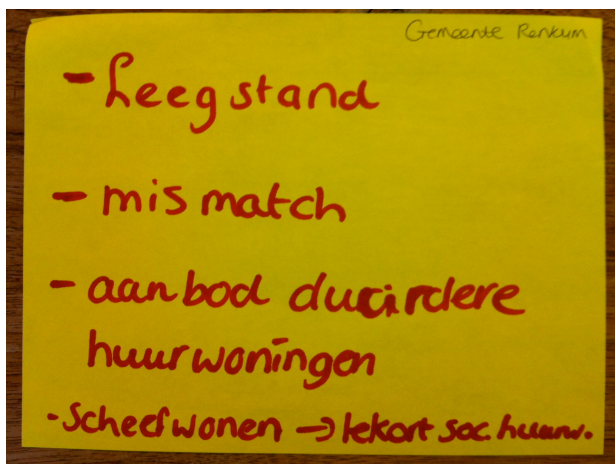 Gemeente Renkum
- Leegstand
- mismatch
- aanbod duurdere
huurwoningen
- Scheefwonen → tekort soc. huurw.